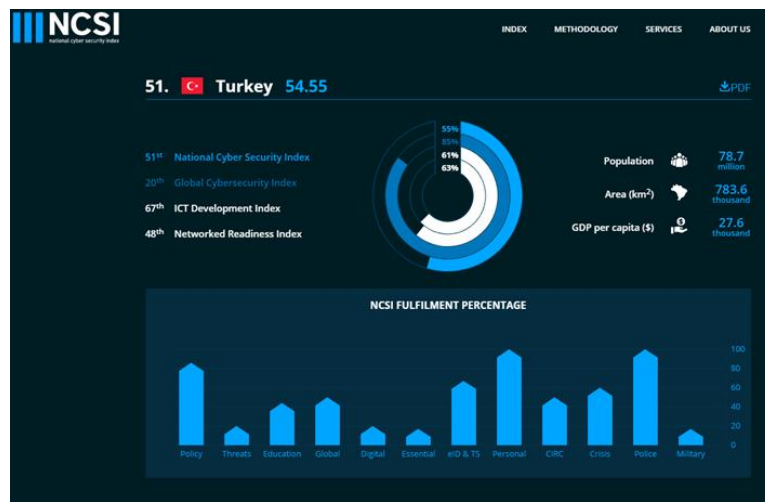 NCSI
national cyber security index
INDEX METHODOLOGY SERVICES ABOUT US
51. Turkey 54.55
PDF
51st National Cyber Security Index
20th Global Cybersecurity Index
67th ICT Development Index
48th Networked Readiness Index
55%
85%
61%
63%
Population 78.7 million
Area (km²) 783.6 thousand
GDP per capita ($) 27.6 thousand
NCSI FULFILMENT PERCENTAGE
100
80
60
40
20
0
Policy Threats Education Global Digital Essential eID & TS Personal CIRC Crisis Police Military